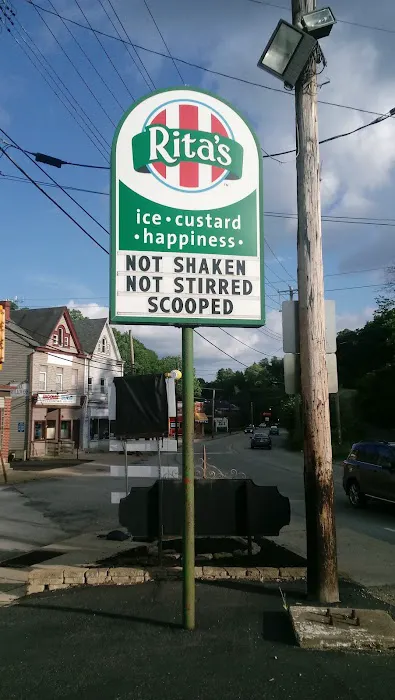 Rita's
ice • custard
• happiness •
NOT SHAKEN
NOT STIRRED
SCOOPED